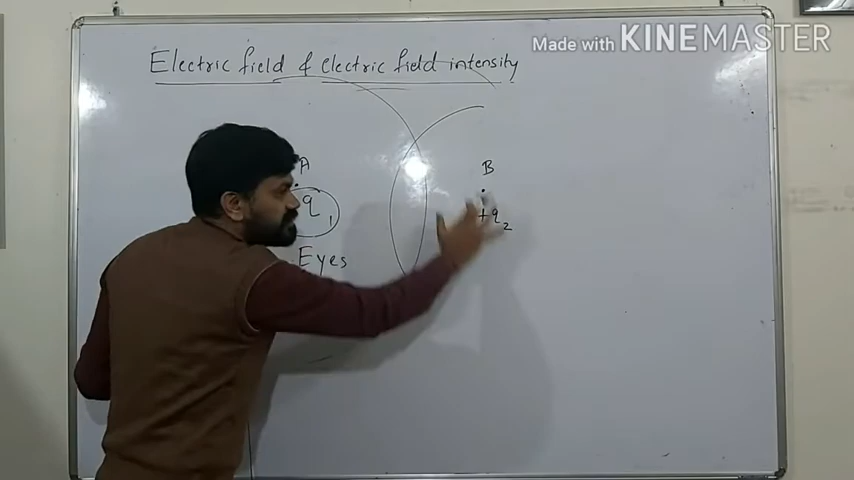 Made with KINEMASTER
Electric field & electric field intensity
A
B
q1
+q2
Eyes